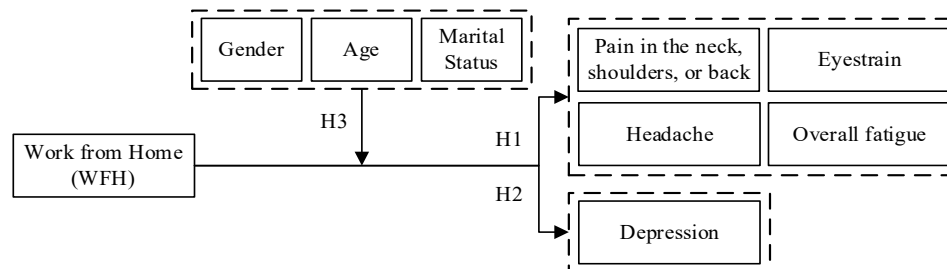 Gender
Age
Marital
Status
Pain in the neck,
shoulders, or back
Eyestrain
H3
H1
Headache
Overall fatigue
Work from Home
(WFH)
H2
Depression